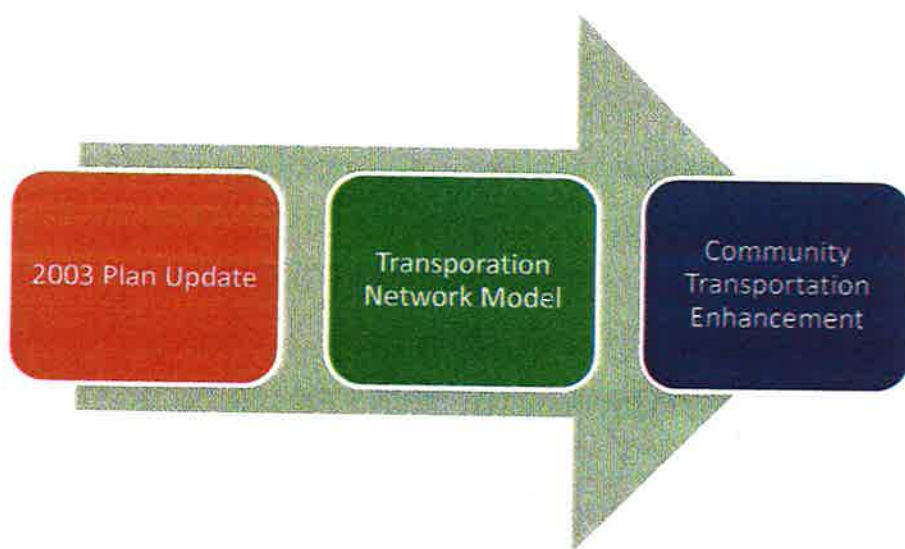 2003 Plan Update
Transporation
Network Model
Community
Transportation
Enhancement